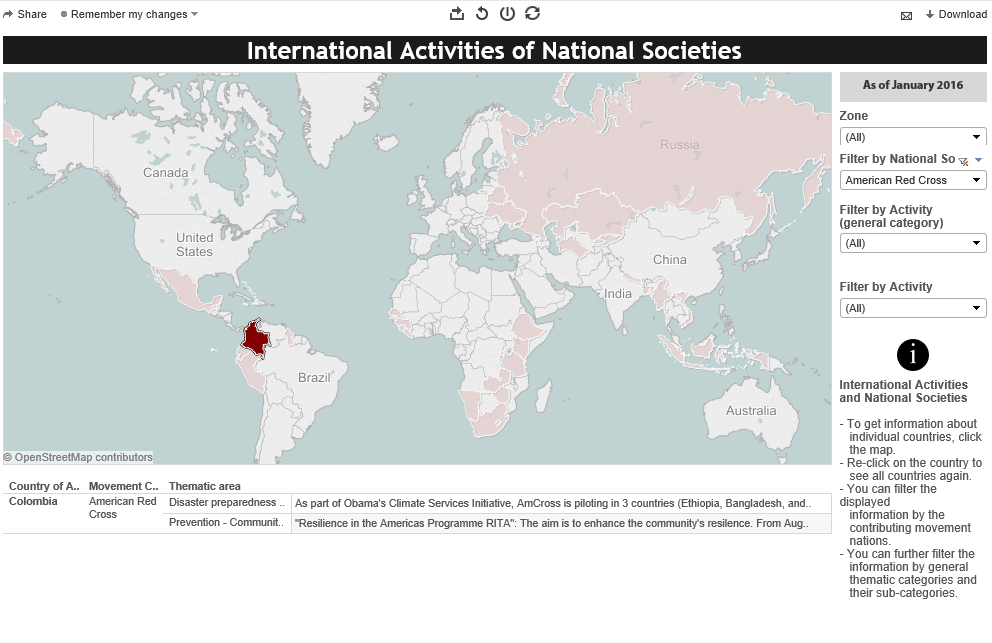 Share
Remember my changes
Download
International Activities of National Societies
Russia
Canada
United
States
China
India
Brazil
Australia
© OpenStreetMap contributors
As of January 2016
Zone
(All)
Filter by National So
American Red Cross
Filter by Activity
(general category)
(All)
Filter by Activity
(All)
i
International Activities
and National Societies
- To get information about
individual countries, click
the map.
- Re-click on the country to
see all countries again.
- You can filter the
displayed
information by the
contributing movement
nations.
- You can further filter the
information by general
thematic categories and
their sub-categories.
Country of A.. Movement C.. Thematic area
Colombia American Red Cross Disaster preparedness .. As part of Obama's Climate Services Initiative, AmCross is piloting in 3 countries (Ethiopia, Bangladesh, and..
Prevention - Communit.. "Resilience in the Americas Programme RITA": The aim is to enhance the community's resilence. From Aug..